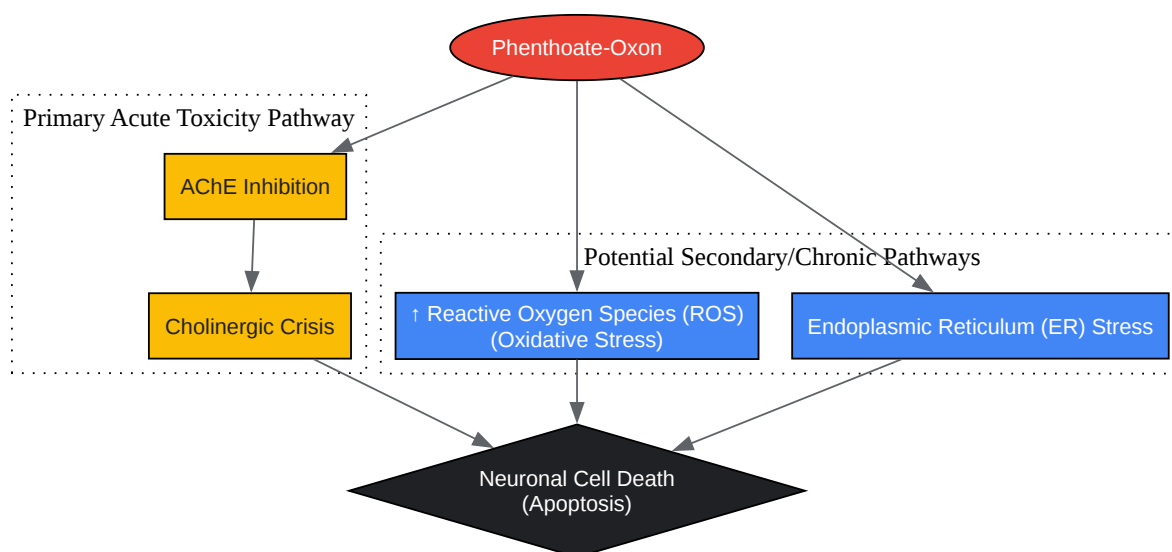 Phenthoate-Oxon
Primary Acute Toxicity Pathway
AChE Inhibition
Potential Secondary/Chronic Pathways
Cholinergic Crisis
↑ Reactive Oxygen Species (ROS)
(Oxidative Stress)
Endoplasmic Reticulum (ER) Stress
Neuronal Cell Death
(Apoptosis)